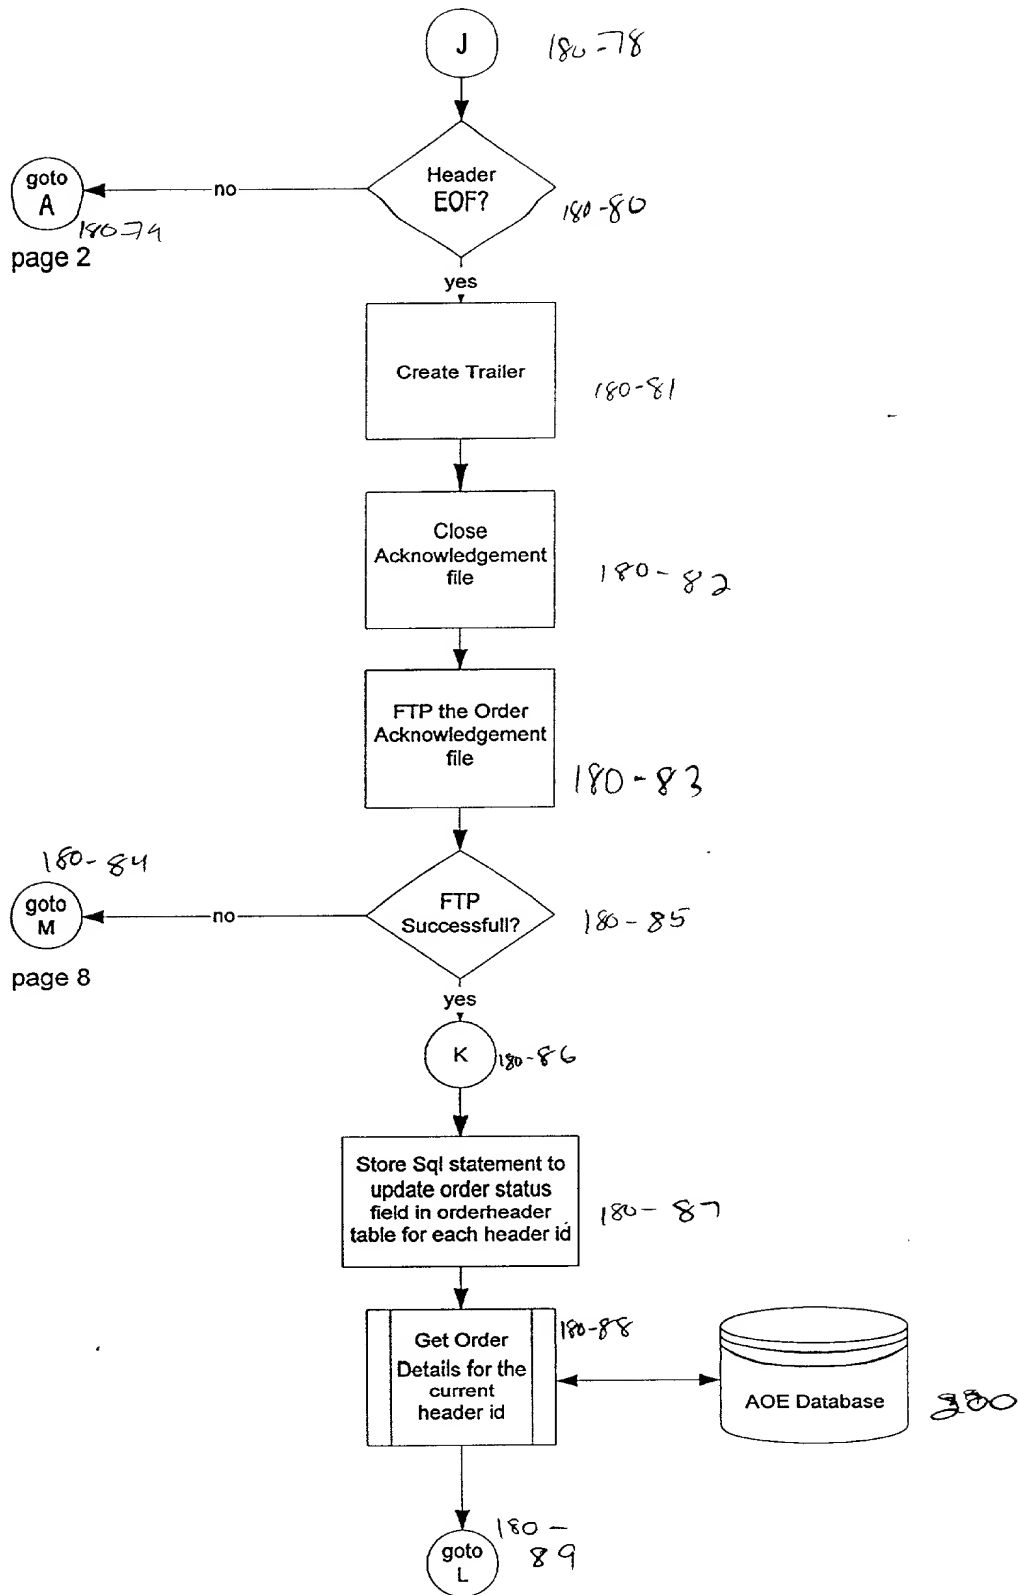 J
180-78
Header
EOF?
180-80
no
goto
A
180-79
page 2
yes
Create Trailer
180-81
Close
Acknowledgement
file
180-82
FTP the Order
Acknowledgement
file
180-83
180-84
goto
M
no
FTP
Successfull?
180-85
page 8
yes
K
180-86
Store Sql statement to
update order status
field in orderheader
table for each header id
180-87
Get Order
Details for the
current
header id
180-88
AOE Database
goto
L
180-
89